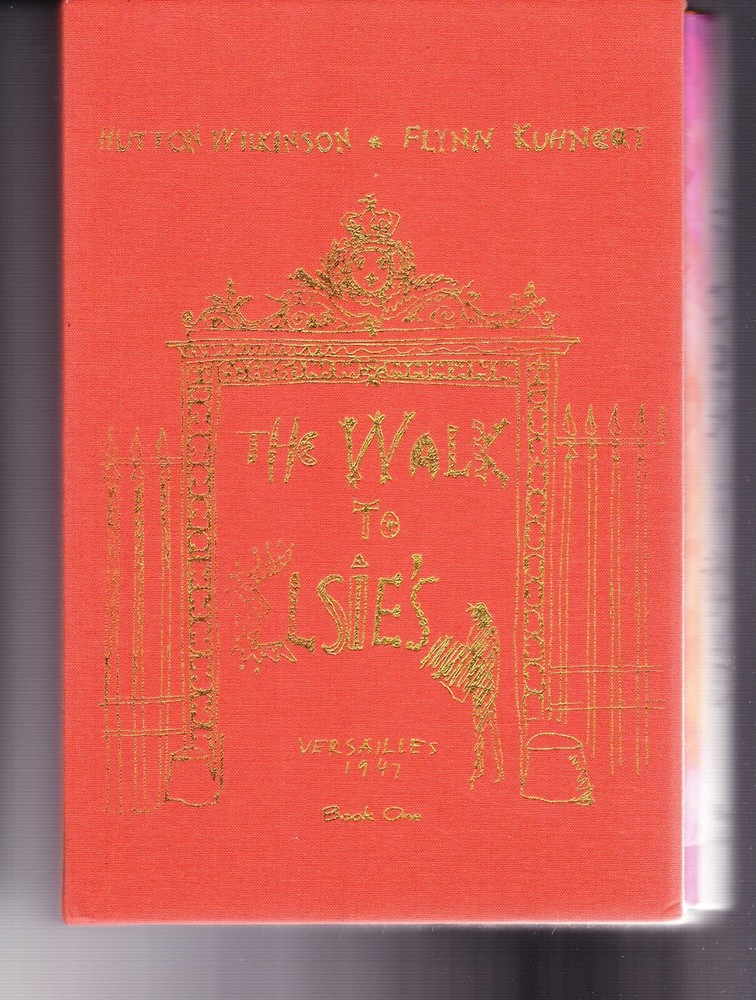 HUTTON WILKINSON * FLYNN KUHNERT
THE WALK
TO
ELSIE'S
VERSAILLES
1947
Book One